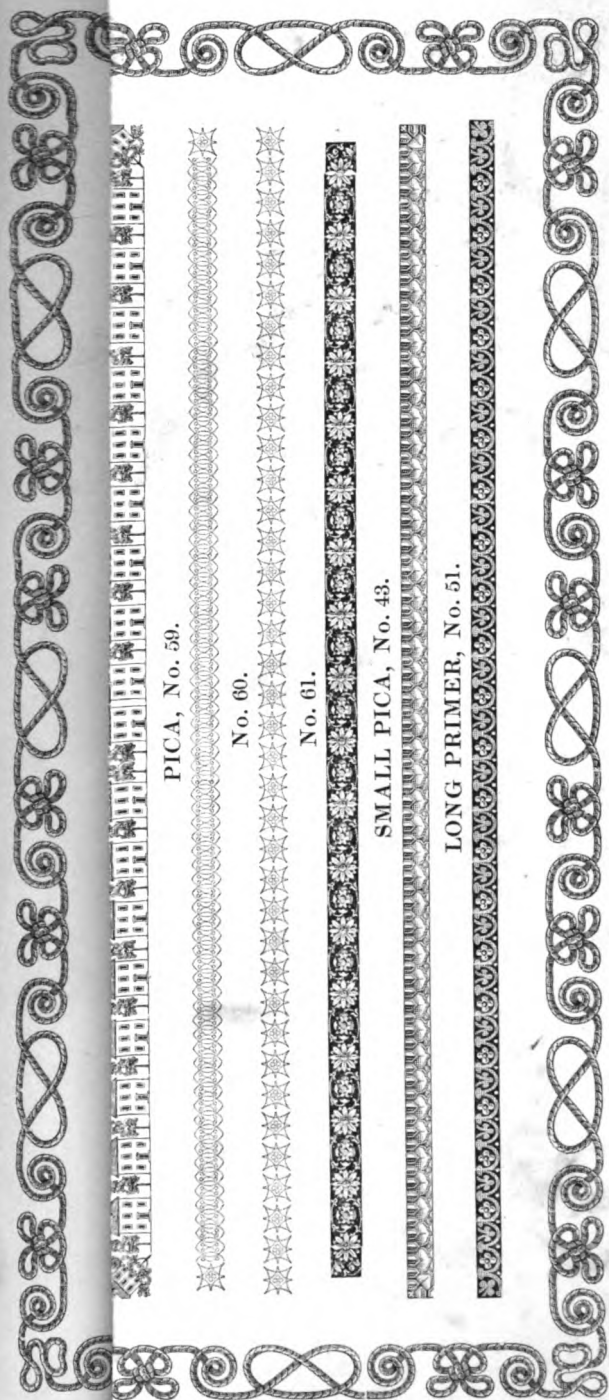 PICA, No. 59.
No. 60.
No. 61.
SMALL PICA, No. 43.
LONG PRIMER, No. 51.